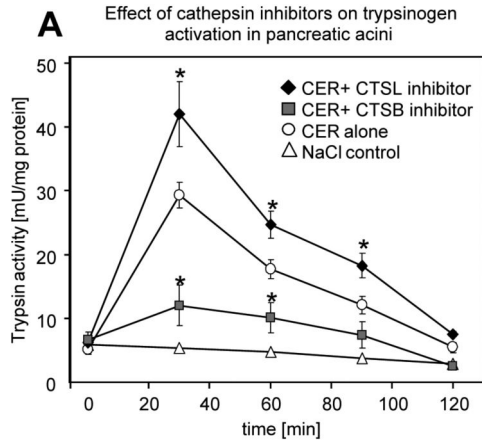 A
Effect of cathepsin inhibitors on trypsinogen
activation in pancreatic acini
Trypsin activity [mU/mg protein]
50
40
30
20
10
0
*
*
*
*
*
CER+ CTSL inhibitor
CER+ CTSB inhibitor
CER alone
NaCl control
0 20 40 60 80 100 120
time [min]